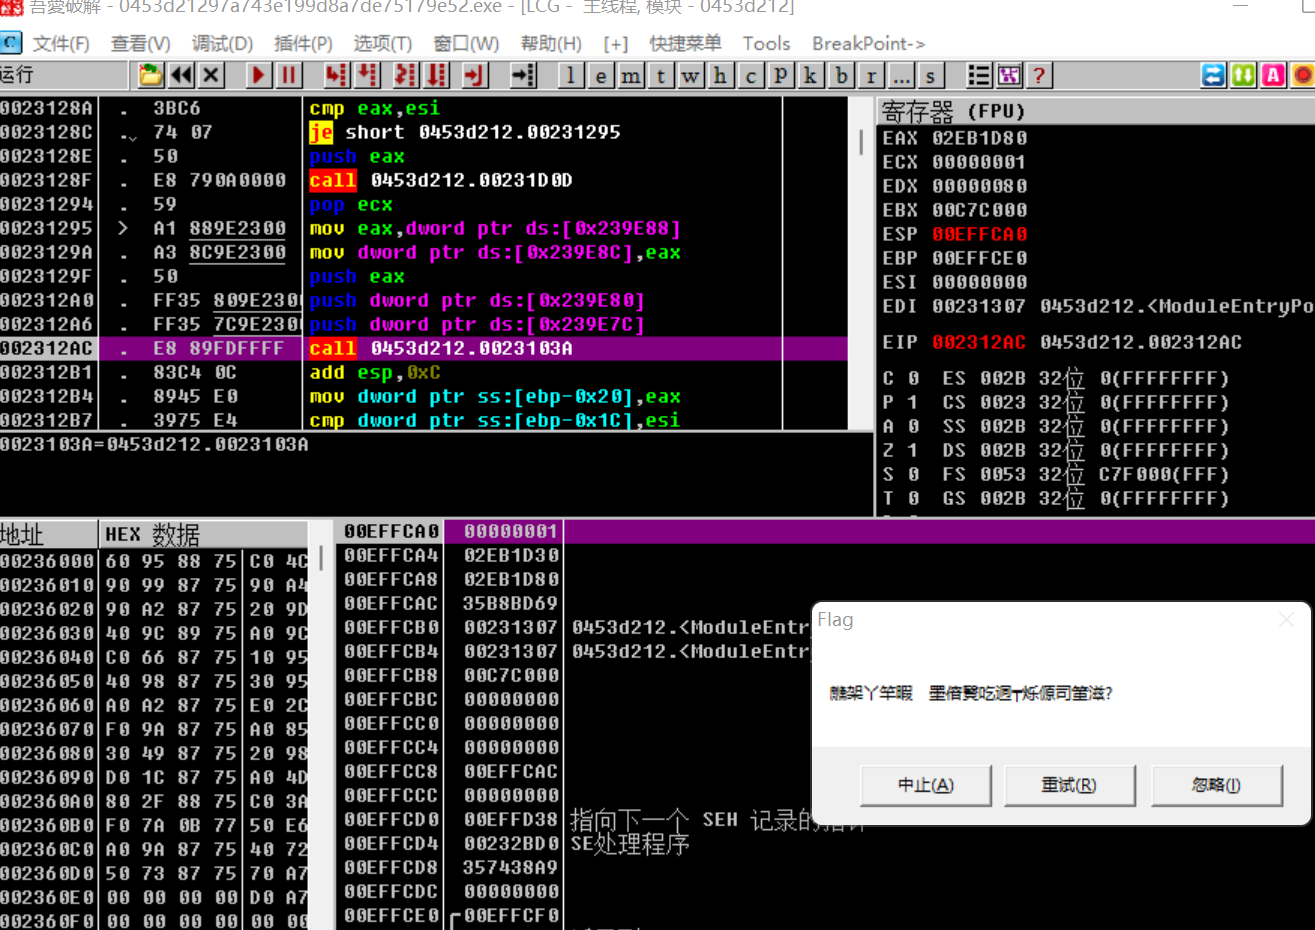 吾爱破解 - 0453d21297a743e199d8a7de75179e52.exe - [LCG - 主线程, 模块 - 0453d212]
C 文件(F) 查看(V) 调试(D) 插件(P) 选项(T) 窗口(W) 帮助(H) [+] 快捷菜单 Tools BreakPoint->
运行 l e m t w h c P k b r ... s ? A
0023128A . 3BC6 cmp eax,esi
0023128C . 74 07 je short 0453d212.00231295
0023128E . 50 push eax
0023128F . E8 790A0000 call 0453d212.00231D0D
00231294 . 59 pop ecx
00231295 > A1 889E2300 mov eax,dword ptr ds:[0x239E88]
0023129A . A3 8C9E2300 mov dword ptr ds:[0x239E8C],eax
0023129F . 50 push eax
002312A0 . FF35 809E230 push dword ptr ds:[0x239E80]
002312A6 . FF35 7C9E230 push dword ptr ds:[0x239E7C]
002312AC . E8 89FDFFFF call 0453d212.0023103A
002312B1 . 83C4 0C add esp,0xC
002312B4 . 8945 E0 mov dword ptr ss:[ebp-0x20],eax
002312B7 . 3975 E4 cmp dword ptr ss:[ebp-0x1C],esi
0023103A=0453d212.0023103A
寄存器 (FPU)
EAX 02EB1D80
ECX 00000001
EDX 00000080
EBX 00C7C000
ESP 00EFFCA0
EBP 00EFFCE0
ESI 00000000
EDI 00231307 0453d212.<ModuleEntryPo
EIP 002312AC 0453d212.002312AC
C 0 ES 002B 32位 0(FFFFFFFF)
P 1 CS 0023 32位 0(FFFFFFFF)
A 0 SS 002B 32位 0(FFFFFFFF)
Z 1 DS 002B 32位 0(FFFFFFFF)
S 0 FS 0053 32位 C7F000(FFF)
T 0 GS 002B 32位 0(FFFFFFFF)
地址 HEX 数据
00236000 60 95 88 75 C0 4C
00236010 90 99 87 75 90 A4
00236020 90 A2 87 75 20 9D
00236030 40 9C 89 75 A0 9C
00236040 C0 66 87 75 10 95
00236050 40 98 87 75 30 95
00236060 A0 A2 87 75 E0 2C
00236070 F0 9A 87 75 A0 85
00236080 30 49 87 75 20 98
00236090 D0 1C 87 75 A0 4D
002360A0 80 2F 88 75 C0 3A
002360B0 F0 7A 0B 77 50 E6
002360C0 A0 9A 87 75 40 72
002360D0 50 73 87 75 70 A7
002360E0 00 00 00 00 D0 A7
002360F0 00 00 00 00 00 00
00EFFCA0 00000001
00EFFCA4 02EB1D30
00EFFCA8 02EB1D80
00EFFCAC 35B8BD69
00EFFCB0 00231307 0453d212.<ModuleEntr
00EFFCB4 00231307 0453d212.<ModuleEntr
00EFFCB8 00C7C000
00EFFCBC 00000000
00EFFCC0 00000000
00EFFCC4 00000000
00EFFCC8 00EFFCAC
00EFFCCC 00000000
00EFFCD0 00EFFD38 指向下一个 SEH 记录的指针
00EFFCD4 00232BD0 SE处理程序
00EFFCD8 357438A9
00EFFCDC 00000000
00EFFCE0 00EFFCF0
Flag
中止(A) 重试(R) 忽略(I)